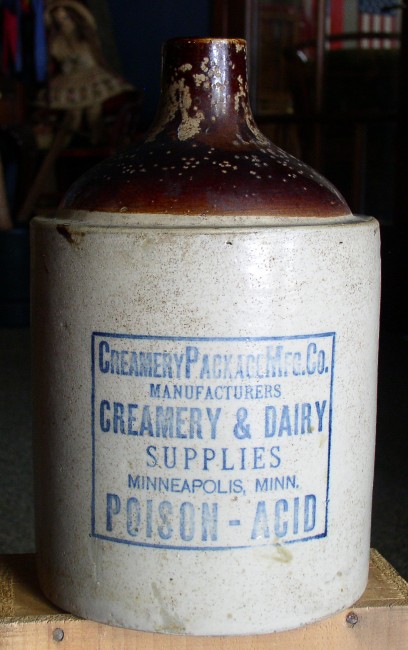 CREAMERY PACKAGE MFG. CO.
MANUFACTURERS
CREAMERY & DAIRY
SUPPLIES
MINNEAPOLIS, MINN.
POISON - ACID